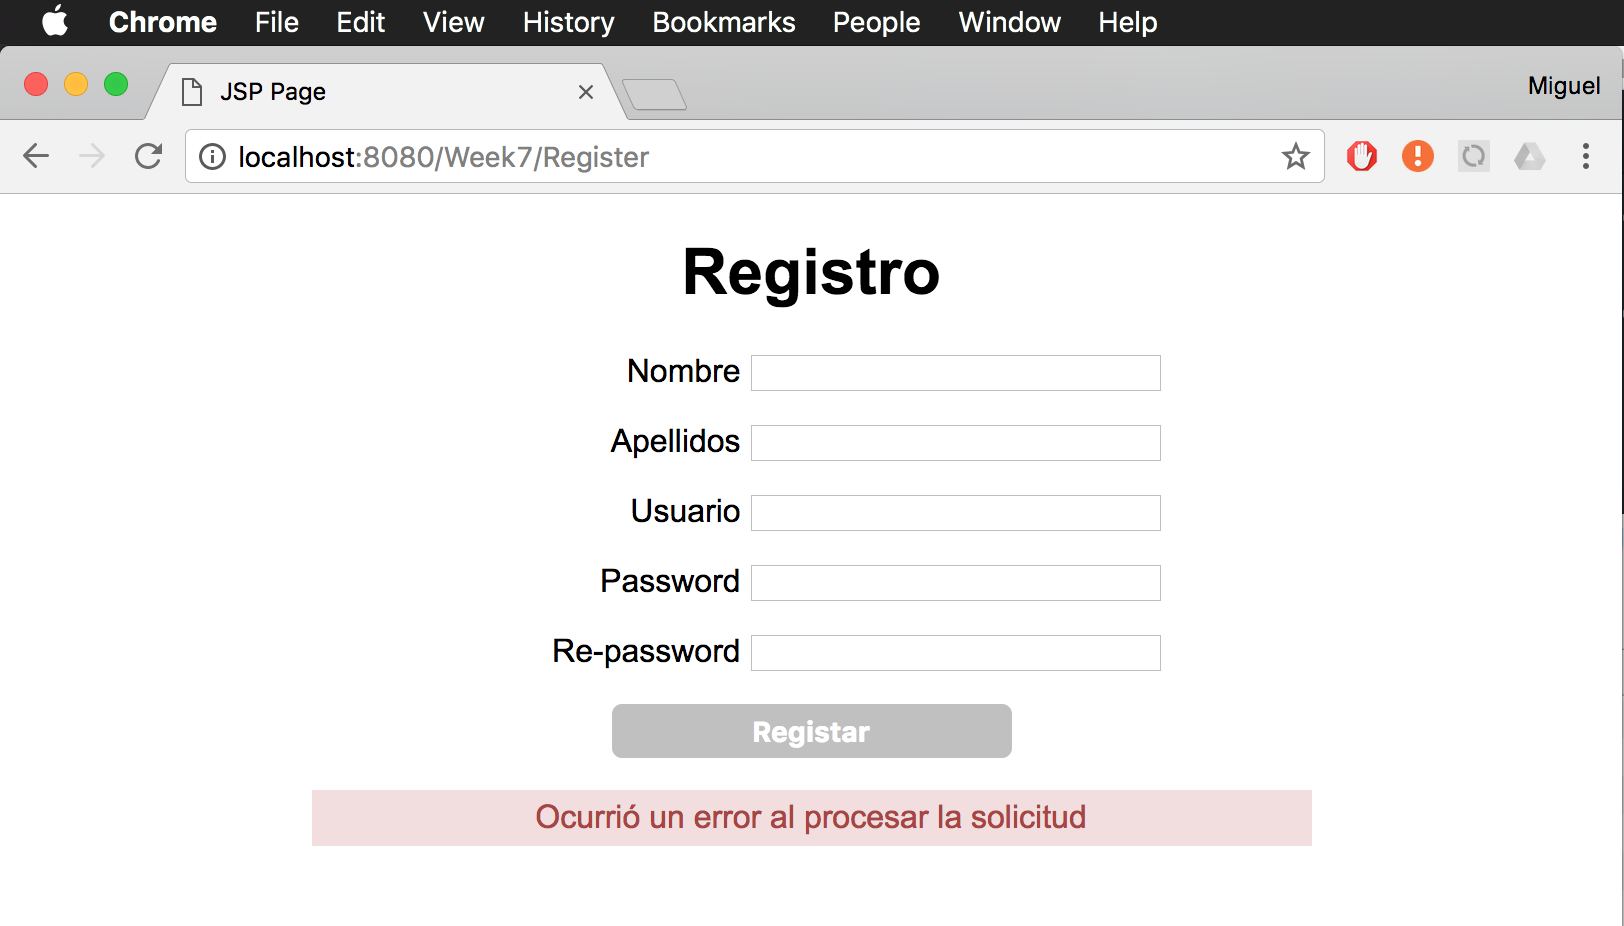 Chrome File Edit View History Bookmarks People Window Help
JSP Page
Miguel
localhost:8080/Week7/Register
Registro
Nombre
Apellidos
Usuario
Password
Re-password
Registar
Ocurrió un error al procesar la solicitud